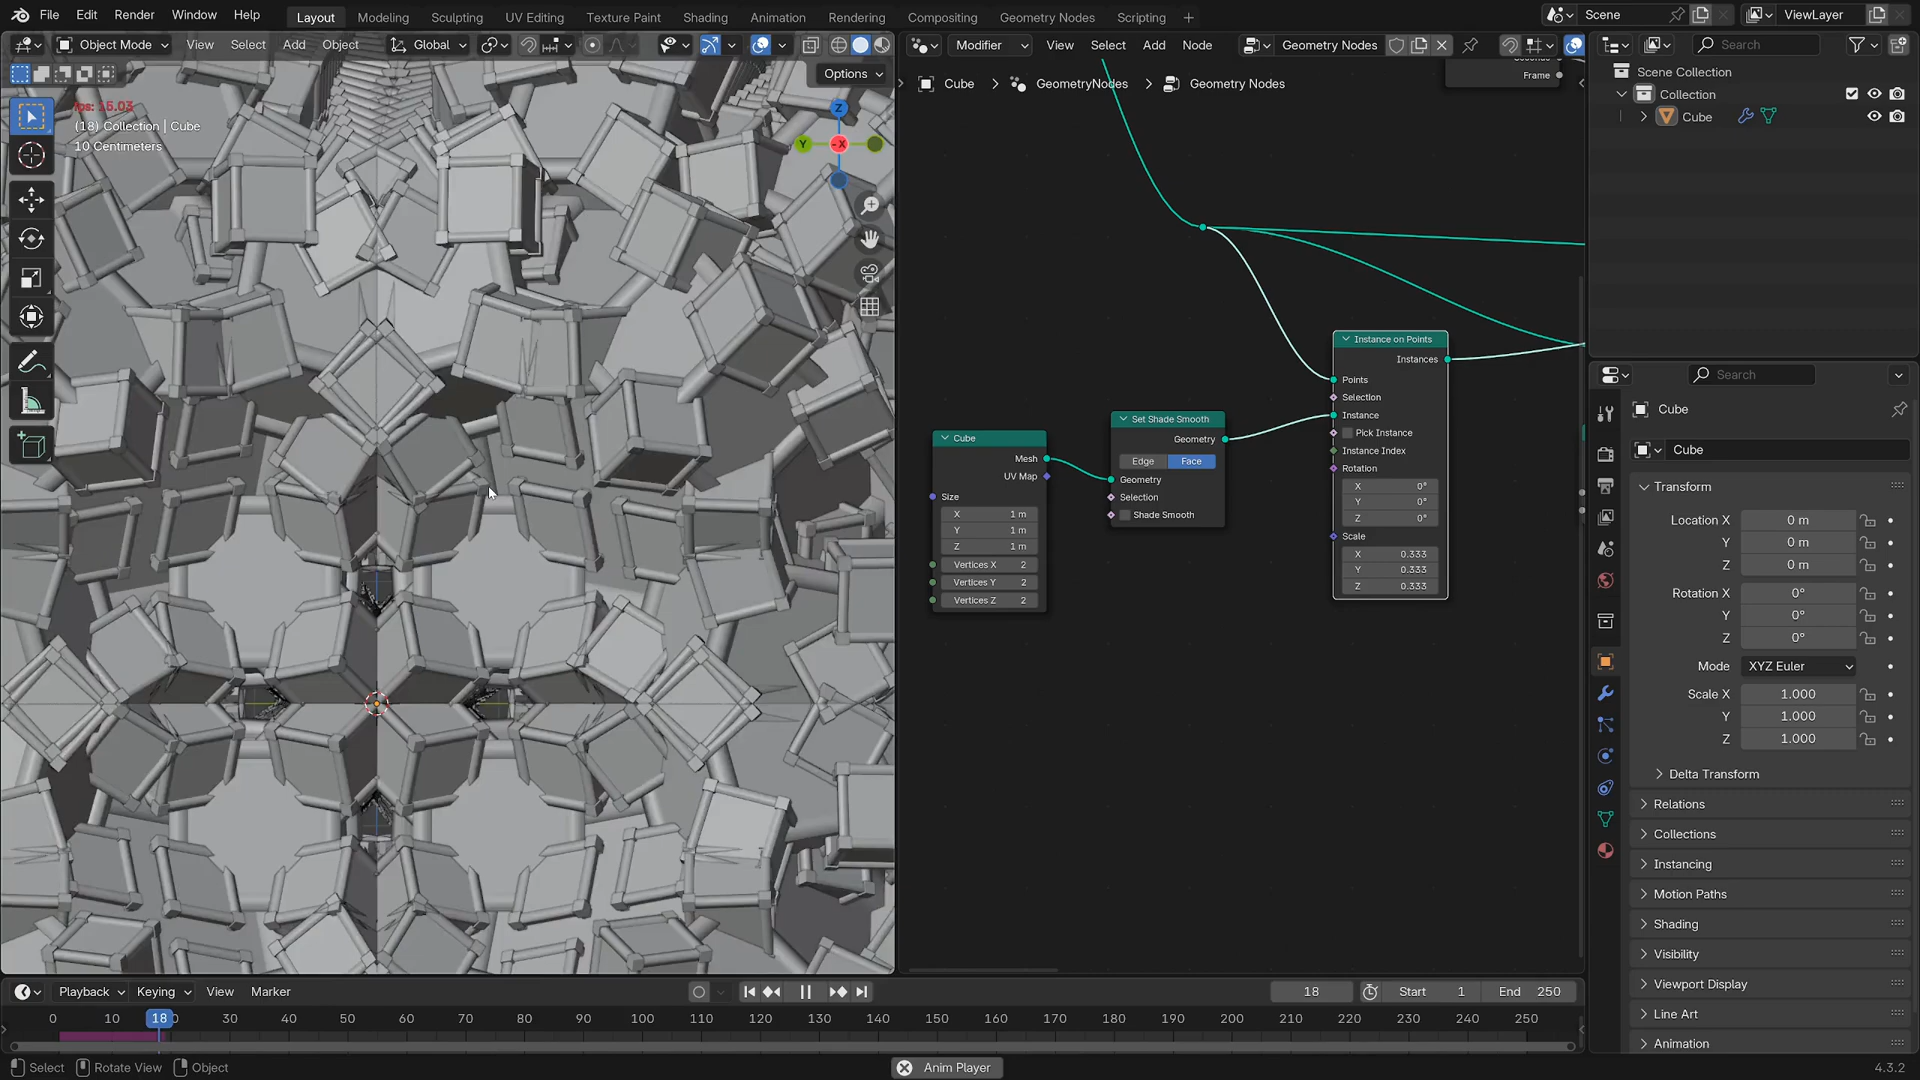 File Edit Render Window Help Layout Modeling Sculpting UV Editing Texture Paint Shading Animation Rendering Compositing Geometry Nodes Scripting Scene ViewLayer
Object Mode View Select Add Object Global Modifier View Select Add Node Geometry Nodes Search
Options
Cube GeometryNodes Geometry Nodes
Frame
Scene Collection
Collection
Cube
fps: 15.03
(18) Collection | Cube
10 Centimeters
Z
Y
-X
Cube
Mesh
UV Map
Size
X 1 m
Y 1 m
Z 1 m
Vertices X 2
Vertices Y 2
Vertices Z 2
Set Shade Smooth
Geometry
Edge Face
Geometry
Selection
Shade Smooth
Instance on Points
Instances
Points
Selection
Instance
Pick Instance
Instance Index
Rotation
X 0°
Y 0°
Z 0°
Scale
X 0.333
Y 0.333
Z 0.333
Search
Cube
Cube
Transform
Location X 0 m
Y 0 m
Z 0 m
Rotation X 0°
Y 0°
Z 0°
Mode XYZ Euler
Scale X 1.000
Y 1.000
Z 1.000
Delta Transform
Relations
Collections
Instancing
Motion Paths
Shading
Visibility
Viewport Display
Line Art
Animation
Playback Keying View Marker 18 Start 1 End 250
0 10 18 30 40 50 60 70 80 90 100 110 120 130 140 150 160 170 180 190 200 210 220 230 240 250
Select Rotate View Object Anim Player 4.3.2